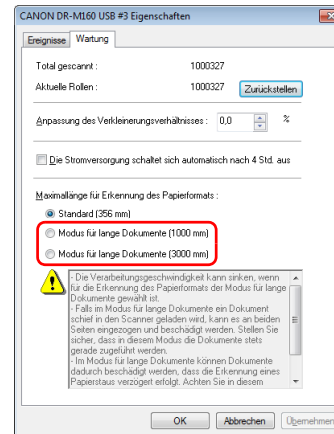 CANON DR-M160 USB #3 Eigenschaften
Ereignisse Wartung
Total gescannt : 1000327
Aktuelle Rollen : 1000327 Zurückstellen
Anpassung des Verkleinerungsverhältnisses : 0,0 %
Die Stromversorgung schaltet sich automatisch nach 4 Std. aus
Maximallänge für Erkennung des Papierformats :
Standard (356 mm)
Modus für lange Dokumente (1000 mm)
Modus für lange Dokumente (3000 mm)
- Die Verarbeitungsgeschwindigkeit kann sinken, wenn
für die Erkennung des Papierformats der Modus für lange
Dokumente gewählt ist.
- Falls im Modus für lange Dokumente ein Dokument
schief in den Scanner geladen wird, kann es an beiden
Seiten eingezogen und beschädigt werden. Stellen Sie
sicher, dass in diesem Modus die Dokumente stets
gerade zugeführt werden.
- Im Modus für lange Dokumente können Dokumente
dadurch beschädigt werden, dass die Erkennung eines
Papierstaus verzögert erfolgt. Achten Sie in diesem
OK Abbrechen Übernehmen